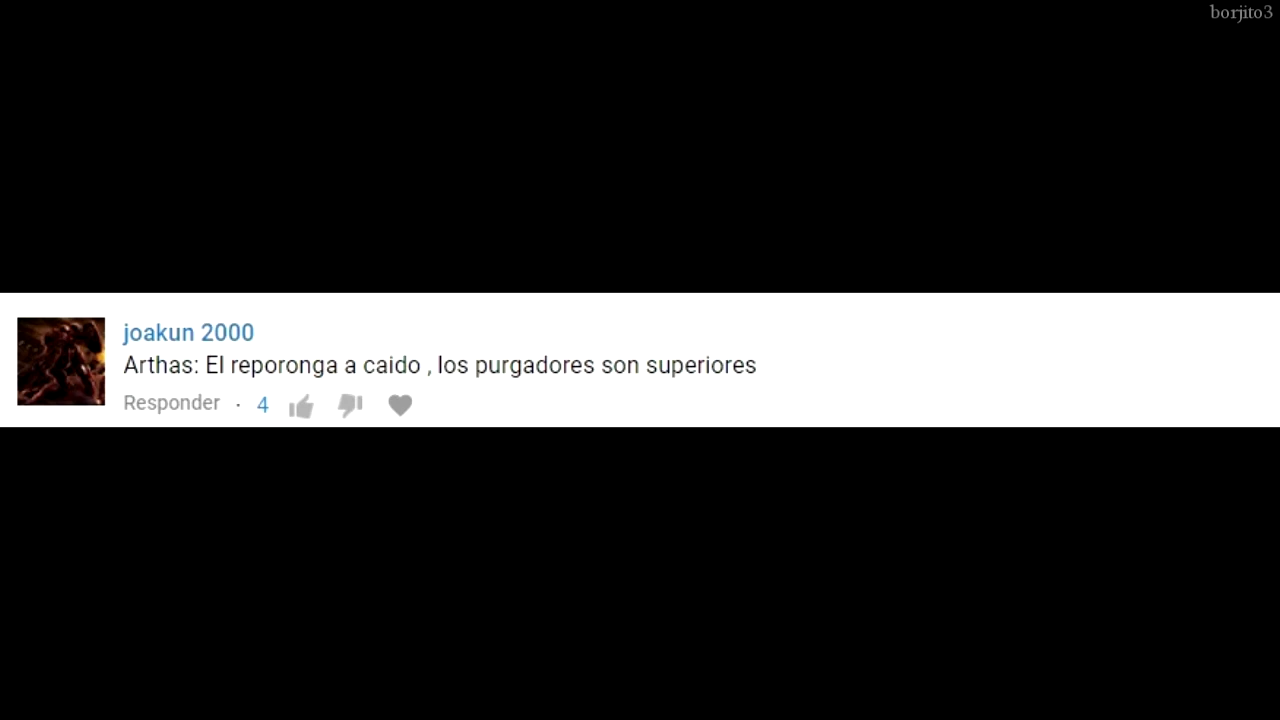 borjito3
joakun 2000
Arthas: El reporonga a caido , los purgadores son superiores
Responder · 4